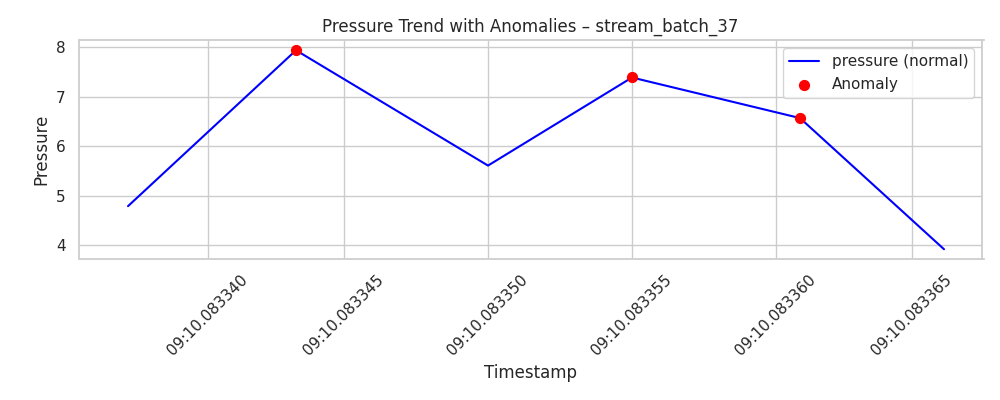 Pressure Trend with Anomalies – stream_batch_37
pressure (normal)
Anomaly
Pressure
8
7
6
5
4
09:10.083340
09:10.083345
09:10.083350
09:10.083355
09:10.083360
09:10.083365
Timestamp